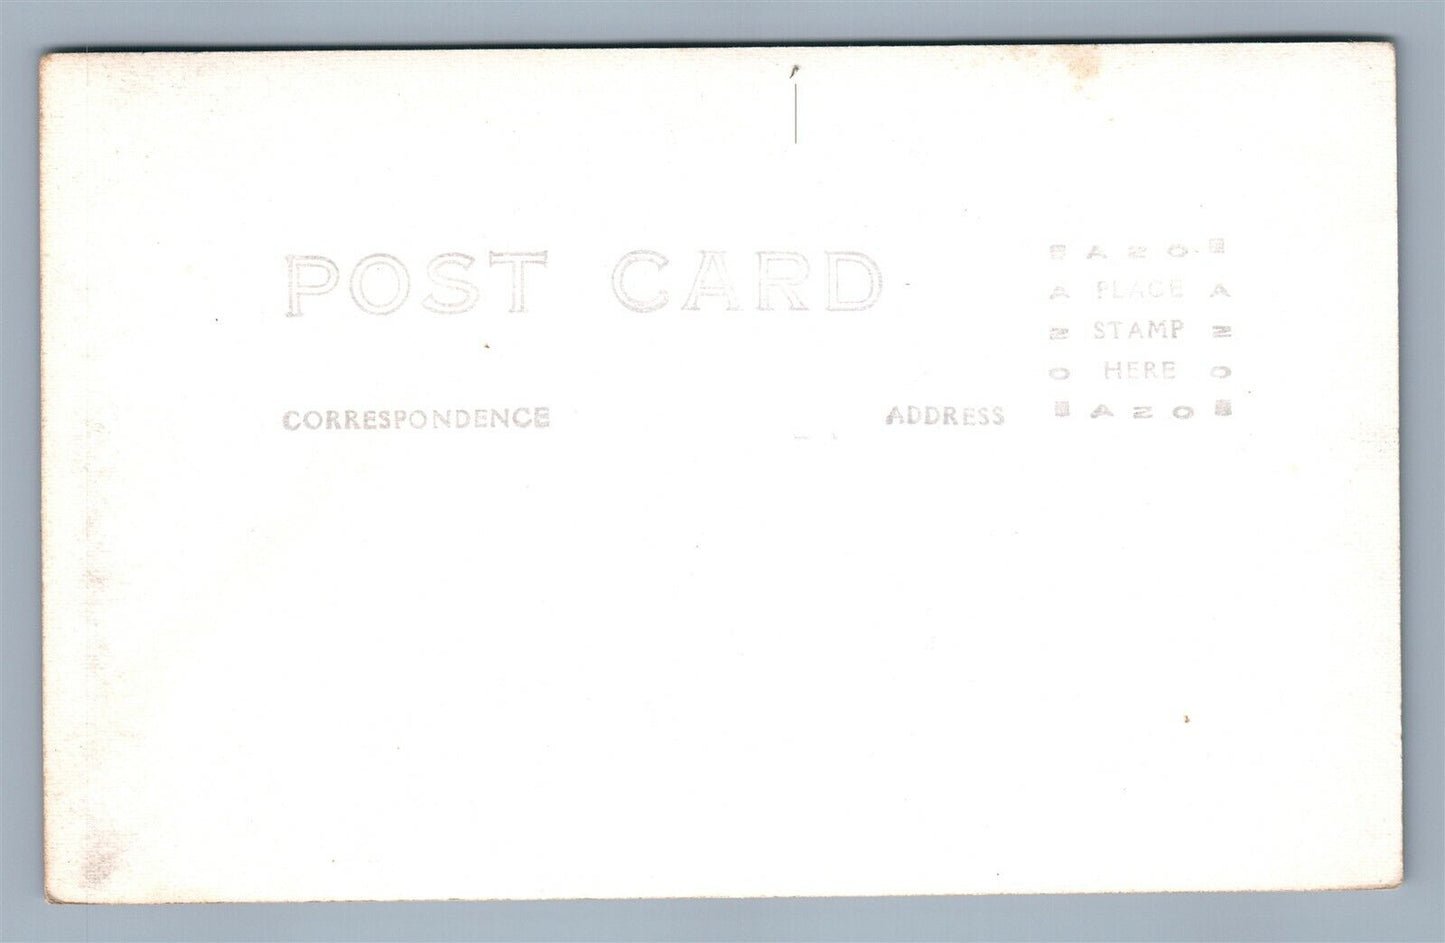 POST CARD
AZO
A PLACE A
Z STAMP Z
O HERE O
AZO
CORRESPONDENCE
ADDRESS